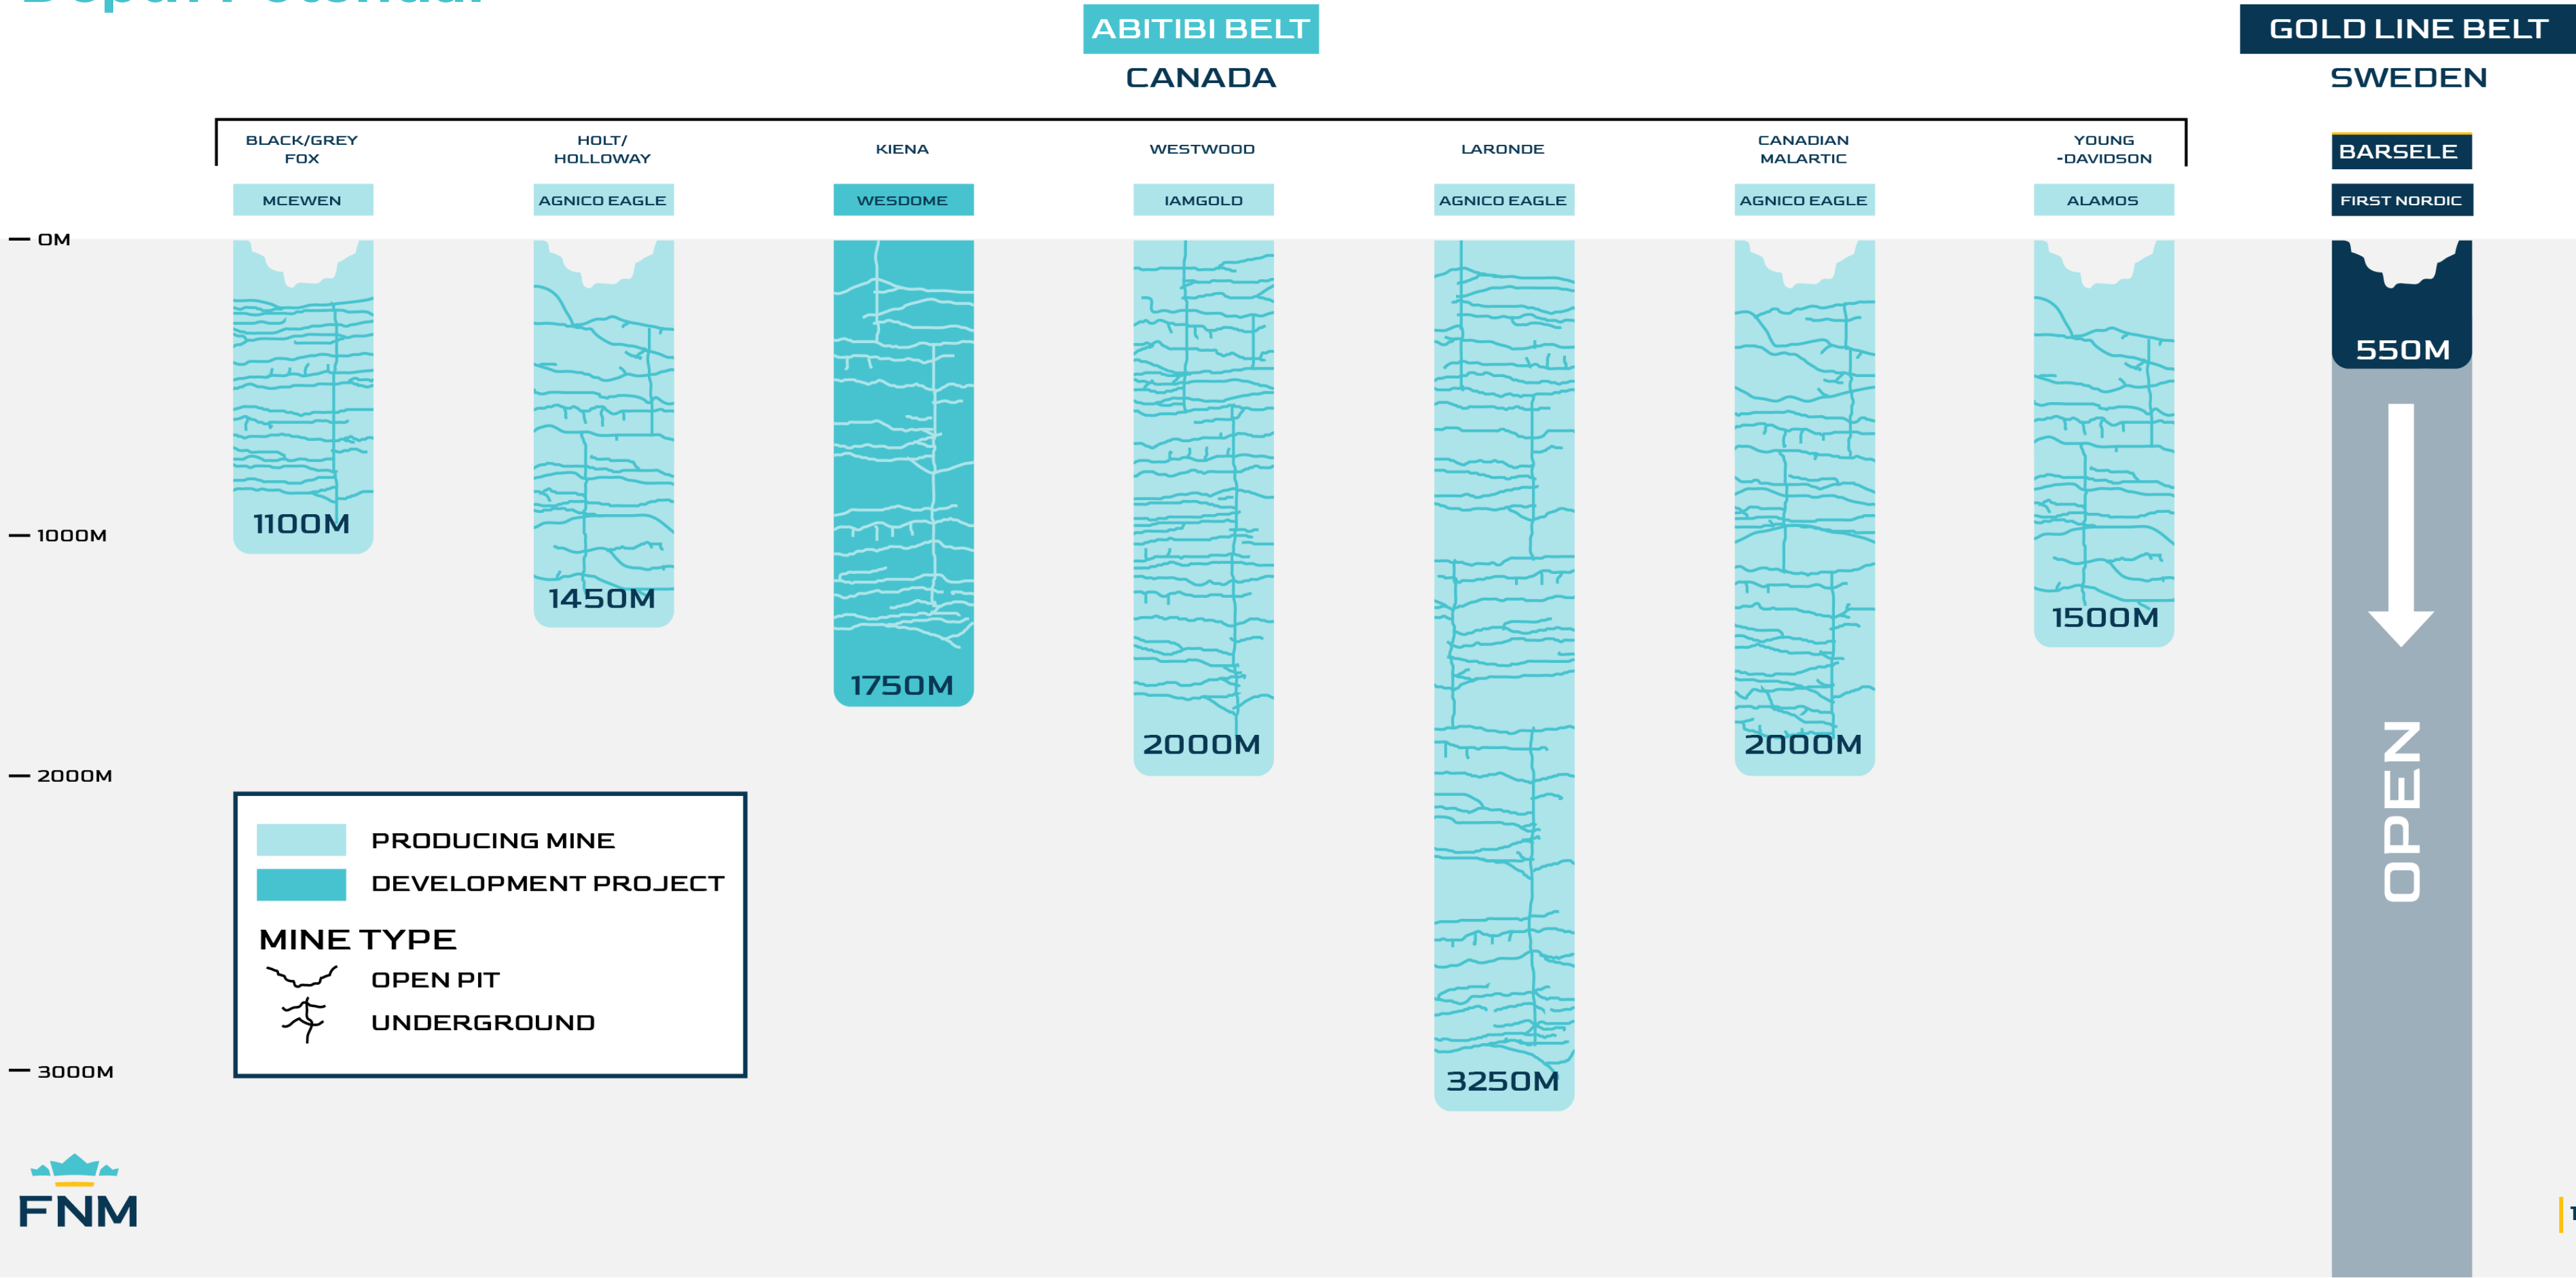 Depth Potential
ABITIBI BELT
CANADA
GOLD LINE BELT
SWEDEN
BLACK/GREY
FOX
HOLT/
HOLLOWAY
KIENA
WESTWOOD
LARONDE
CANADIAN
MALARTIC
YOUNG
-DAVIDSON
BARSELE
MCEWEN
AGNICO EAGLE
WESDOME
IAMGOLD
AGNICO EAGLE
AGNICO EAGLE
ALAMOS
FIRST NORDIC
0M
1000M
2000M
3000M
1100M
1450M
1750M
2000M
3250M
2000M
1500M
550M
OPEN
PRODUCING MINE
DEVELOPMENT PROJECT
MINE TYPE
OPEN PIT
UNDERGROUND
FNM